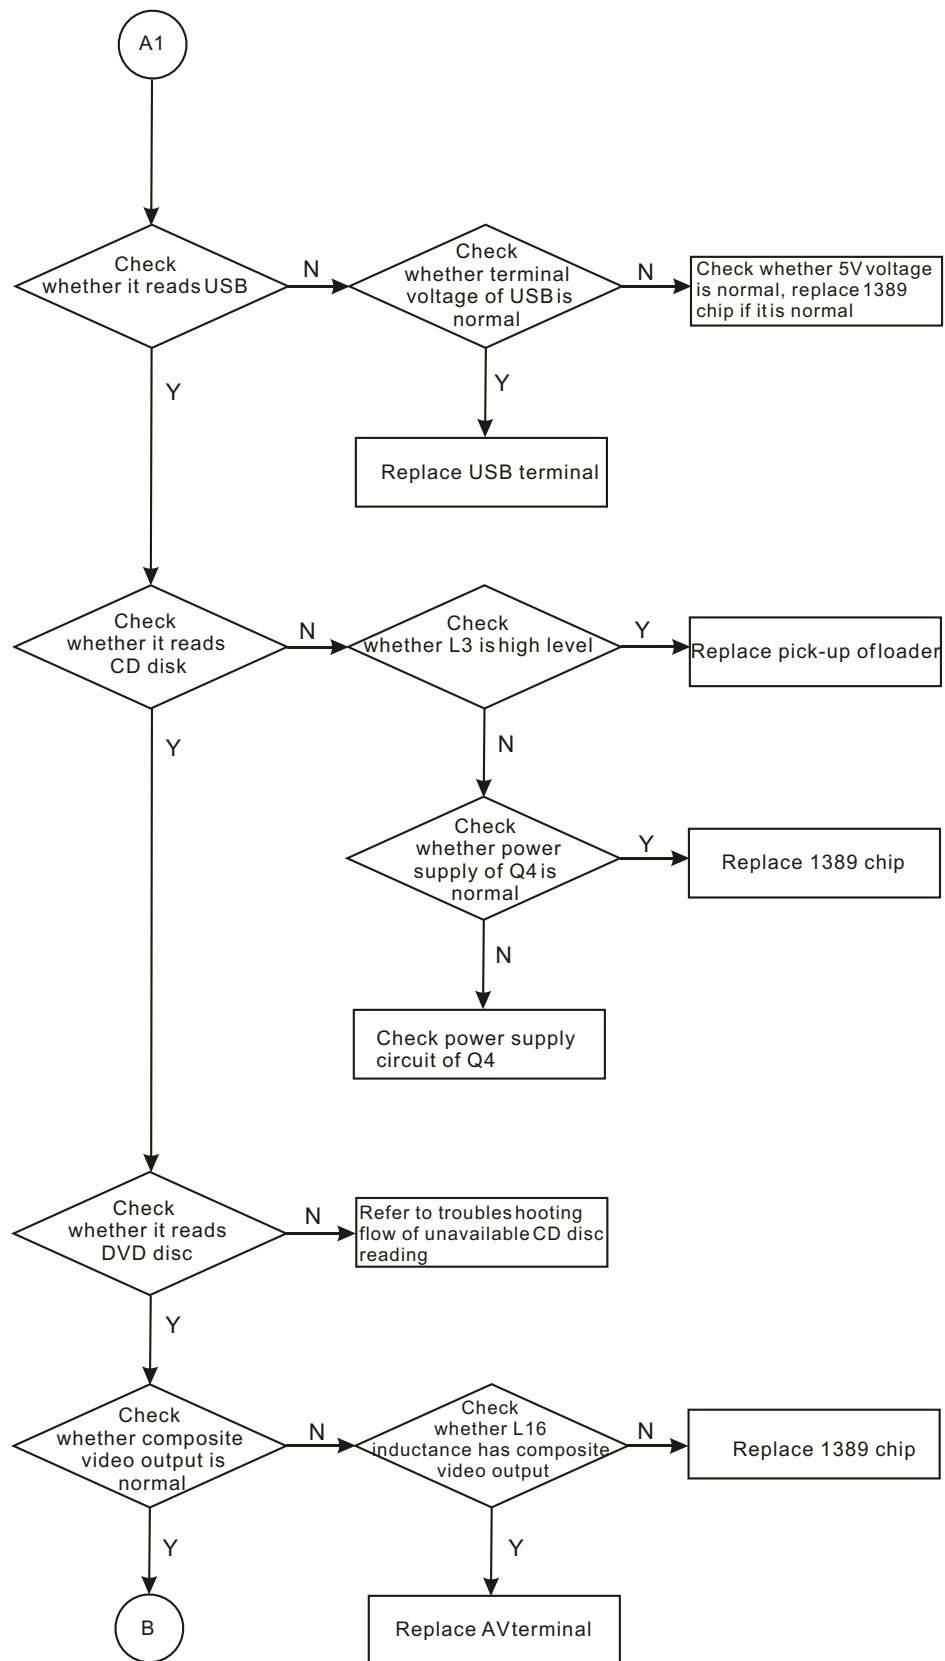 A1
Check
whether it reads USB
N
Check
whether terminal
voltage of USB is
normal
N
Check whether 5V voltage
is normal, replace 1389
chip if it is normal
Y
Y
Replace USB terminal
Check
whether it reads
CD disk
N
Check
whether L3 is high level
Y
Replace pick-up of loader
Y
N
Check
whether power
supply of Q4 is
normal
Y
Replace 1389 chip
N
Check power supply
circuit of Q4
Check
whether it reads
DVD disc
N
Refer to troubleshooting
flow of unavailable CD disc
reading
Y
Check
whether composite
video output is
normal
N
Check
whether L16
inductance has composite
video output
N
Replace 1389 chip
Y
Y
B
Replace AV terminal